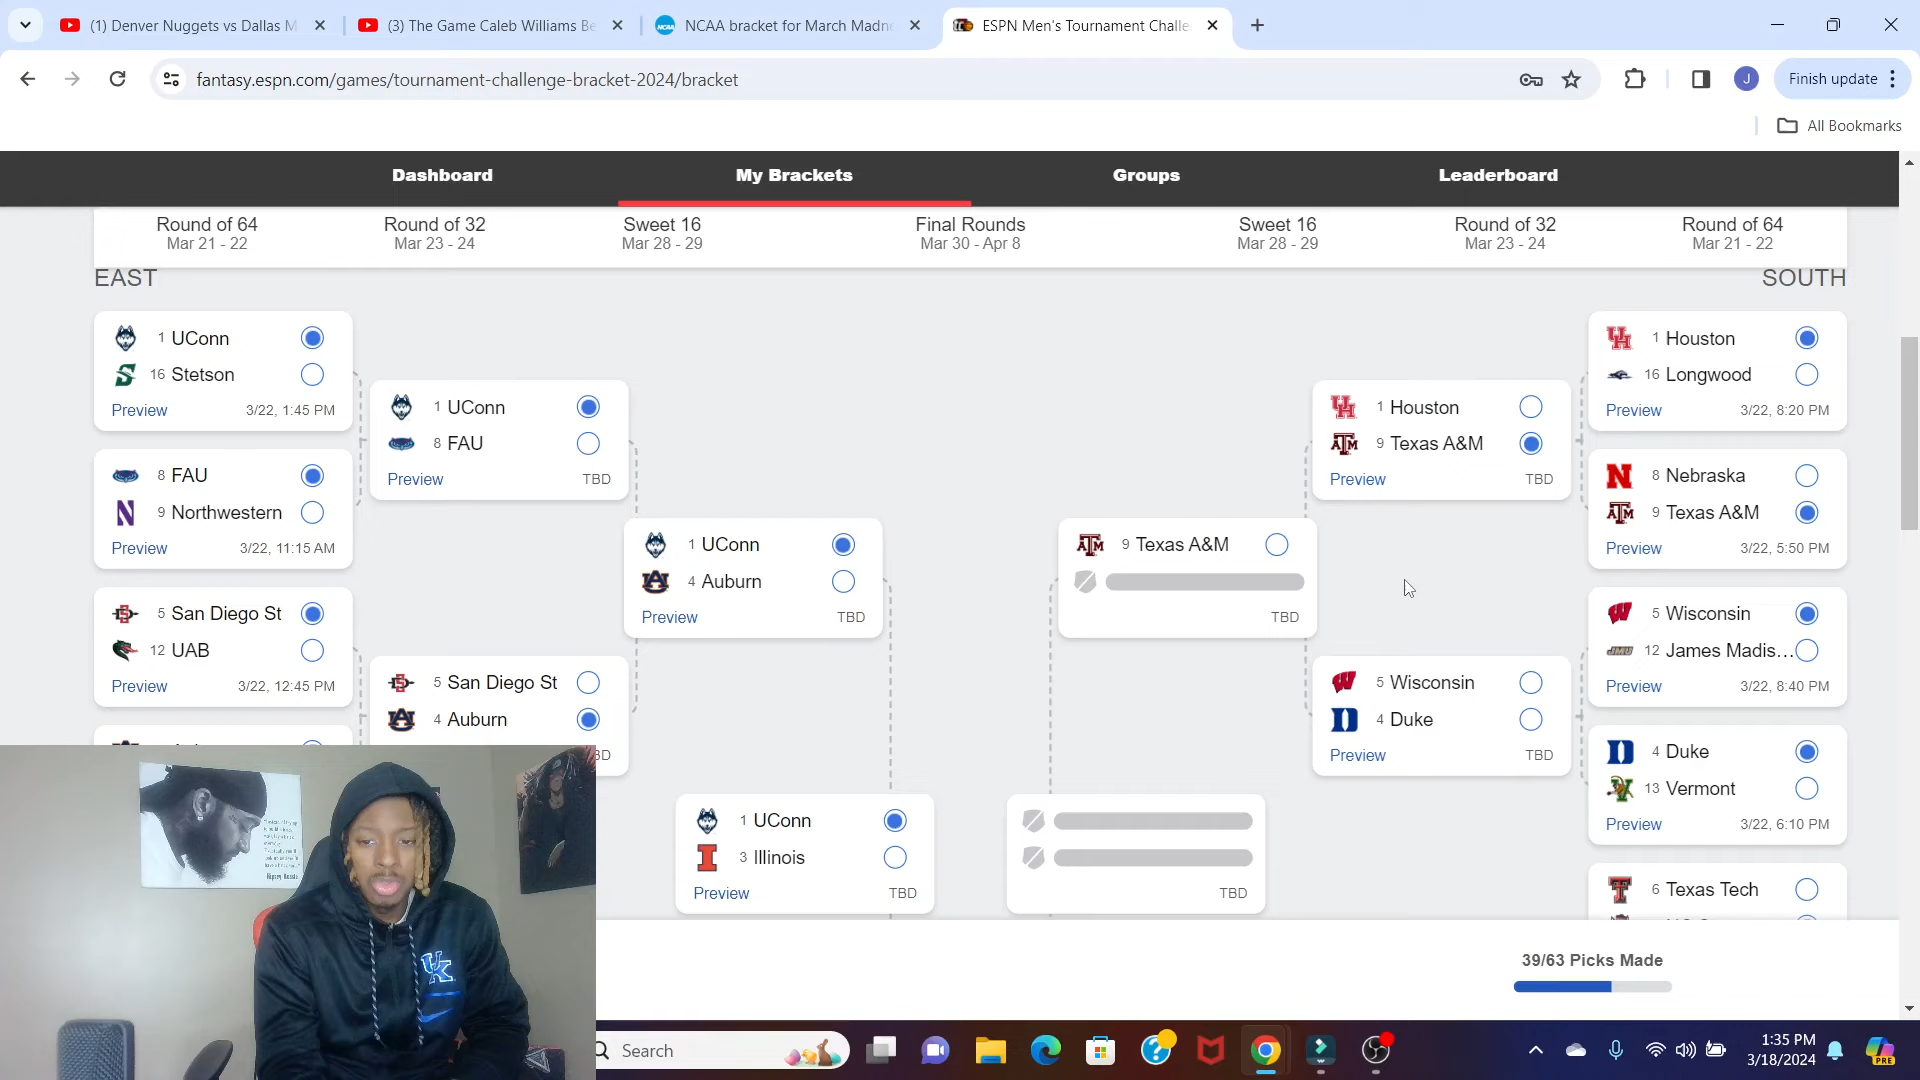 (1) Denver Nuggets vs Dallas M
(3) The Game Caleb Williams Be
NCAA bracket for March Madne
ESPN Men's Tournament Challe
fantasy.espn.com/games/tournament-challenge-bracket-2024/bracket
J
Finish update
All Bookmarks
Dashboard
My Brackets
Groups
Leaderboard
Round of 64
Mar 21 - 22
Round of 32
Mar 23 - 24
Sweet 16
Mar 28 - 29
Final Rounds
Mar 30 - Apr 8
Sweet 16
Mar 28 - 29
Round of 32
Mar 23 - 24
Round of 64
Mar 21 - 22
EAST
SOUTH
1 UConn
16 Stetson
Preview 3/22, 1:45 PM
8 FAU
9 Northwestern
Preview 3/22, 11:15 AM
5 San Diego St
12 UAB
Preview 3/22, 12:45 PM
1 UConn
8 FAU
Preview TBD
5 San Diego St
4 Auburn
1 UConn
4 Auburn
Preview TBD
1 UConn
3 Illinois
Preview TBD
9 Texas A&M
TBD
TBD
1 Houston
9 Texas A&M
Preview TBD
5 Wisconsin
4 Duke
Preview TBD
1 Houston
16 Longwood
Preview 3/22, 8:20 PM
8 Nebraska
9 Texas A&M
Preview 3/22, 5:50 PM
5 Wisconsin
12 James Madis...
Preview 3/22, 8:40 PM
4 Duke
13 Vermont
Preview 3/22, 6:10 PM
6 Texas Tech
39/63 Picks Made
UK
Search
1:35 PM
3/18/2024
PRE